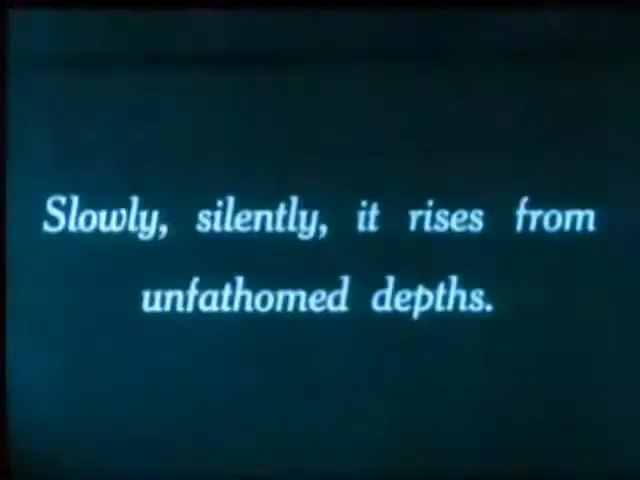 Slowly, silently, it rises from
unfathomed depths.